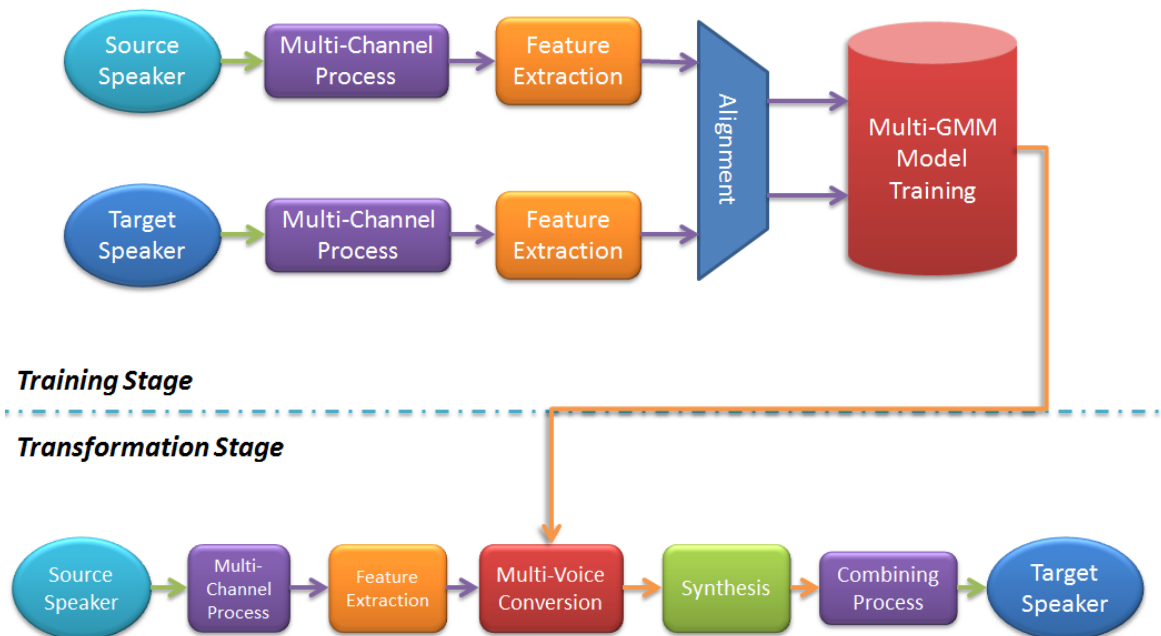 Source
Speaker
Multi-Channel
Process
Feature
Extraction
Alignment
Multi-GMM
Model
Training
Target
Speaker
Multi-Channel
Process
Feature
Extraction
Training Stage
Transformation Stage
Source
Speaker
Multi-
Channel
Process
Feature
Extraction
Multi-Voice
Conversion
Synthesis
Combining
Process
Target
Speaker